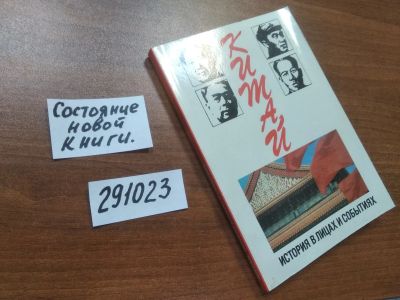 Состояние
новой
книги.
291023
КИТАЙ
ИСТОРИЯ В ЛИЦАХ И СОБЫТИЯХ